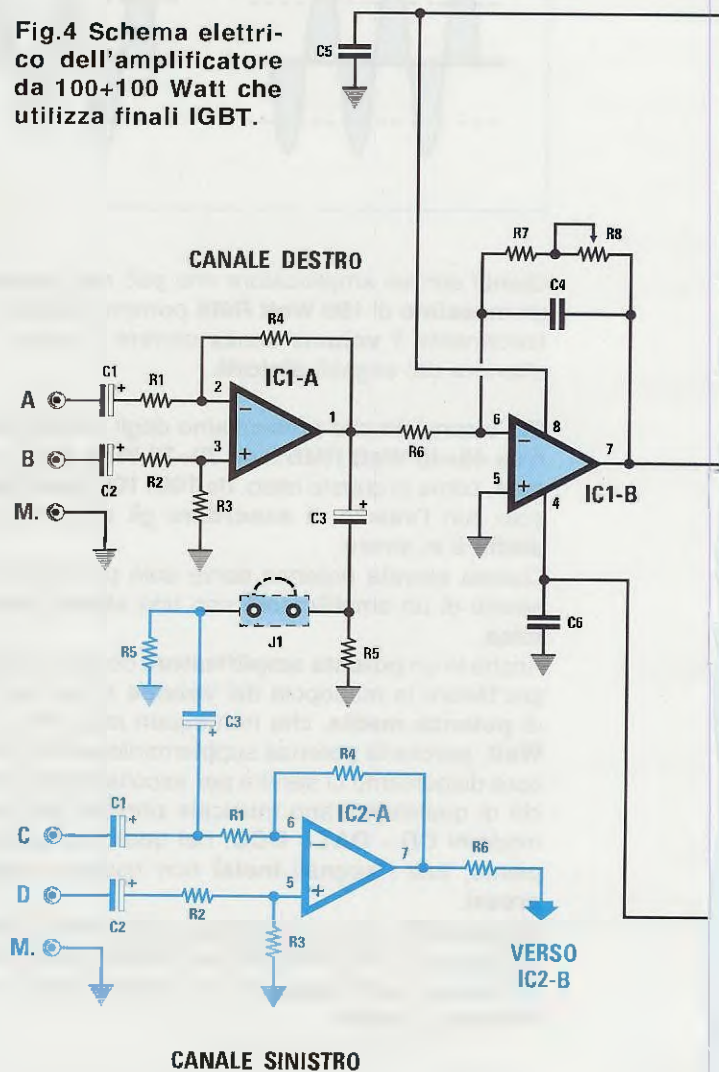 Fig.4 Schema elettri-
co dell'amplificatore
da 100+100 Watt che
utilizza finali IGBT.
C5
CANALE DESTRO
R7
R8
C4
R4
IC1-A
A
C1
+
R1
2
−
1
R6
6
−
8
7
B
C2
+
R2
3
+
5
+
4
IC1-B
R3
C3
+
M.
J1
R5
R5
C6
C3
+
R4
IC2-A
C
C1
+
R1
6
−
7
R6
D
C2
+
R2
5
+
R3
M.
VERSO
IC2-B
CANALE SINISTRO